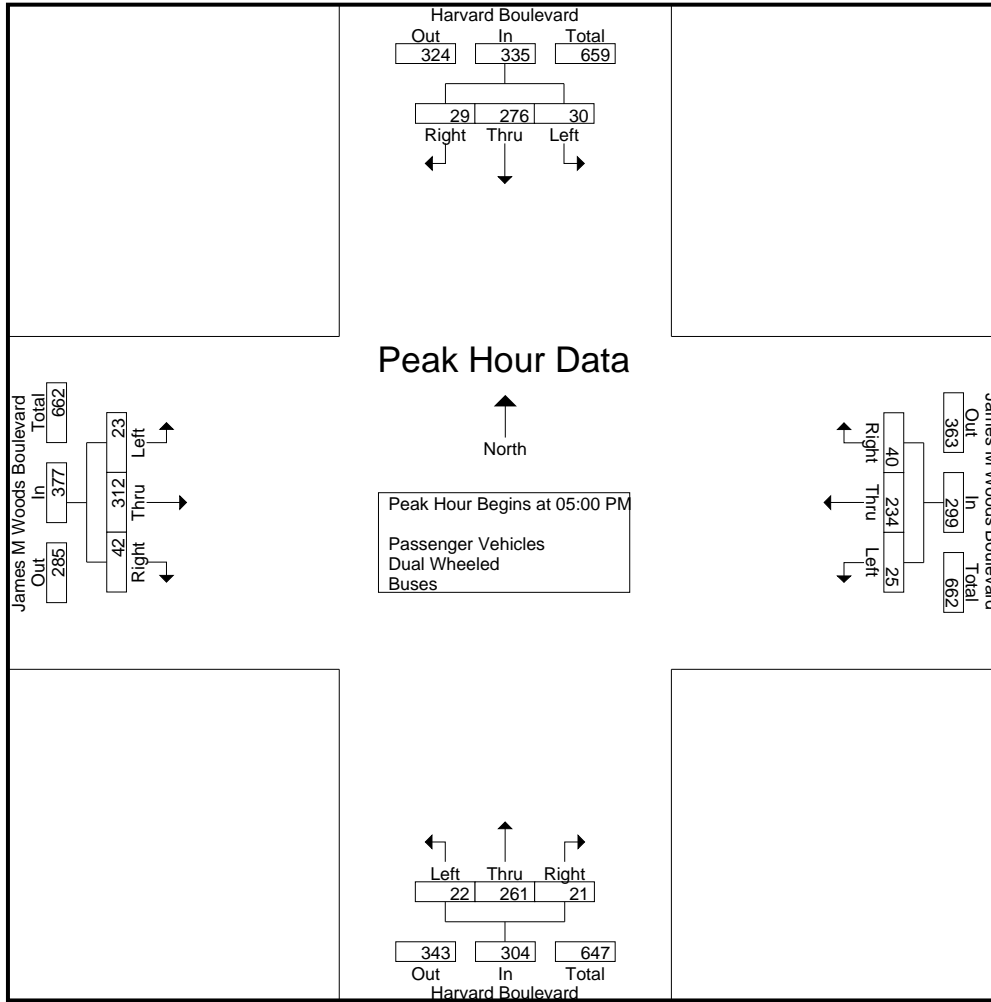 Harvard Boulevard
Out In Total
324 335 659
29 276 30
Right Thru Left
Peak Hour Data
North
Peak Hour Begins at 05:00 PM
Passenger Vehicles
Dual Wheeled
Buses
James M Woods Boulevard
Total In Out
662 377 285
23 312 42
Left Thru Right
James M Woods Boulevard
Out In Total
363 299 662
40 234 25
Right Thru Left
Left Thru Right
22 261 21
343 304 647
Out In Total
Harvard Boulevard